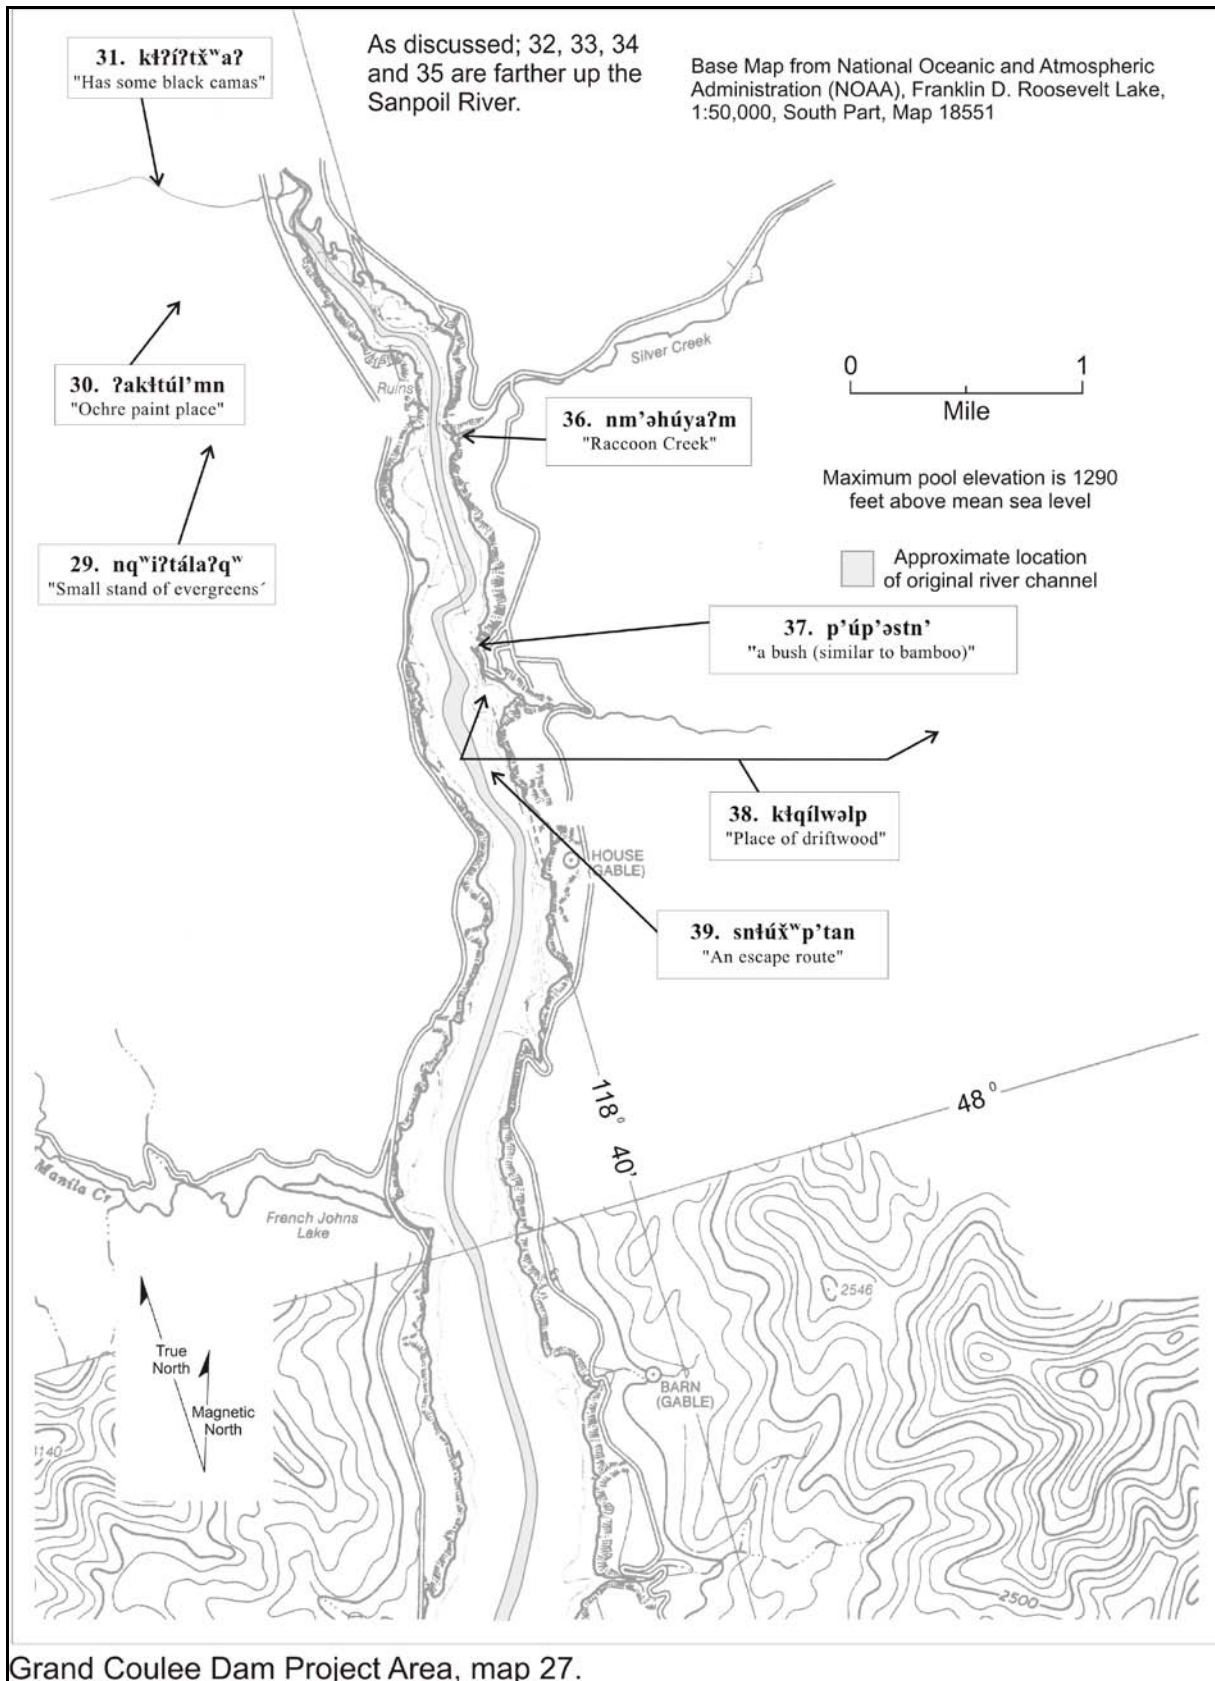 31. kɬʔíʔtx̌ʷaʔ
"Has some black camas"
As discussed; 32, 33, 34
and 35 are farther up the
Sanpoil River.
Base Map from National Oceanic and Atmospheric
Administration (NOAA), Franklin D. Roosevelt Lake,
1:50,000, South Part, Map 18551
Silver Creek
0 1
Mile
30. ʔakɬtúl’mn
"Ochre paint place"
Ruins
36. nm’əhúyaʔm
"Raccoon Creek"
Maximum pool elevation is 1290
feet above mean sea level
Approximate location
of original river channel
29. nqʷiʔtálaʔqʷ
"Small stand of evergreens´
37. p’úp’əstn’
"a bush (similar to bamboo)"
38. kɬqílwəlp
"Place of driftwood"
HOUSE
(GABLE)
39. snɬúx̌ʷp’tan
"An escape route"
118° 40’
48°
Manila Cr
French Johns
Lake
2546
True
North
Magnetic
North
BARN
(GABLE)
3140
2500
Grand Coulee Dam Project Area, map 27.